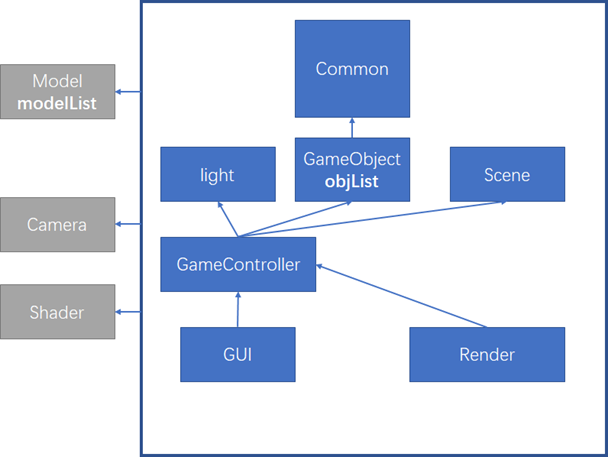 Common
Model
modelList
GameObject
objList
light
Scene
Camera
GameController
Shader
GUI
Render